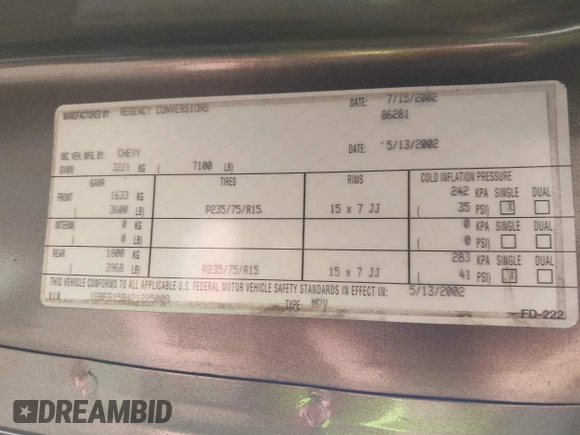 MANUFACTURED BY: REGENCY CONVERSIONS DATE: 7/15/2002
86281
INC VEH. MFG. BY: CHEVY DATE: 5/13/2002
GVWR 3221 KG ( 7100 LB)
GAWR TIRES RIMS COLD INFLATION PRESSURE
FRONT 1633 KG 242 KPA SINGLE DUAL
( 3600 LB) P235/75/R15 15 x 7 JJ ( 35 PSI) X
INTERM ( 0 KG 0 KPA SINGLE DUAL
( 0 LB) ( 0 PSI)
REAR 1800 KG 283 KPA SINGLE DUAL
( 3968 LB) P235/75/R15 15 x 7 JJ ( 41 PSI) X
THIS VEHICLE CONFORMS TO ALL APPLICABLE U.S. FEDERAL MOTOR VEHICLE SAFETY STANDARDS IN EFFECT IN: 5/13/2002
TYPE MPV
FD-222
DREAMBID